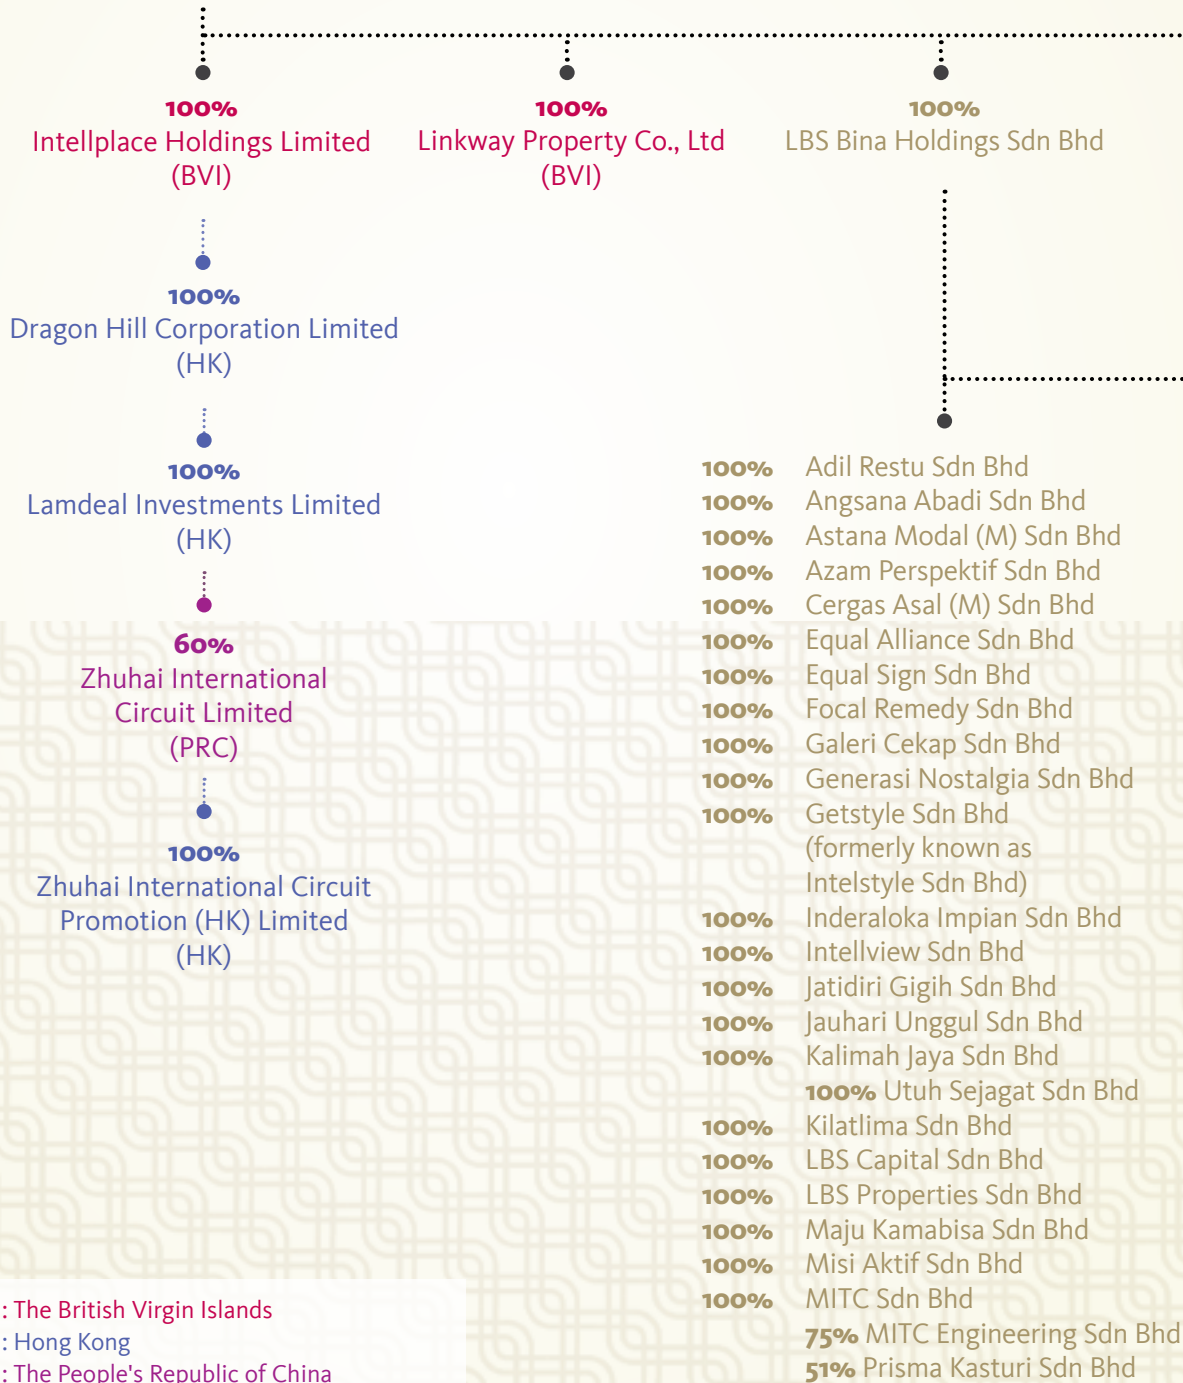 100%
Intellplace Holdings Limited
(BVI)
100%
Linkway Property Co., Ltd
(BVI)
100%
LBS Bina Holdings Sdn Bhd
100%
Dragon Hill Corporation Limited
(HK)
100%
Lamdeal Investments Limited
(HK)
60%
Zhuhai International
Circuit Limited
(PRC)
100%
Zhuhai International Circuit
Promotion (HK) Limited
(HK)
100% Adil Restu Sdn Bhd
100% Angsana Abadi Sdn Bhd
100% Astana Modal (M) Sdn Bhd
100% Azam Perspektif Sdn Bhd
100% Cergas Asal (M) Sdn Bhd
100% Equal Alliance Sdn Bhd
100% Equal Sign Sdn Bhd
100% Focal Remedy Sdn Bhd
100% Galeri Cekap Sdn Bhd
100% Generasi Nostalgia Sdn Bhd
100% Getstyle Sdn Bhd
(formerly known as
Intelstyle Sdn Bhd)
100% Inderaloka Impian Sdn Bhd
100% Intellview Sdn Bhd
100% Jatidiri Gigih Sdn Bhd
100% Jauhari Unggul Sdn Bhd
100% Kalimah Jaya Sdn Bhd
100% Utuh Sejagat Sdn Bhd
100% Kilatlima Sdn Bhd
100% LBS Capital Sdn Bhd
100% LBS Properties Sdn Bhd
100% Maju Kamabisa Sdn Bhd
100% Misi Aktif Sdn Bhd
100% MITC Sdn Bhd
75% MITC Engineering Sdn Bhd
51% Prisma Kasturi Sdn Bhd
: The British Virgin Islands
: Hong Kong
: The People's Republic of China